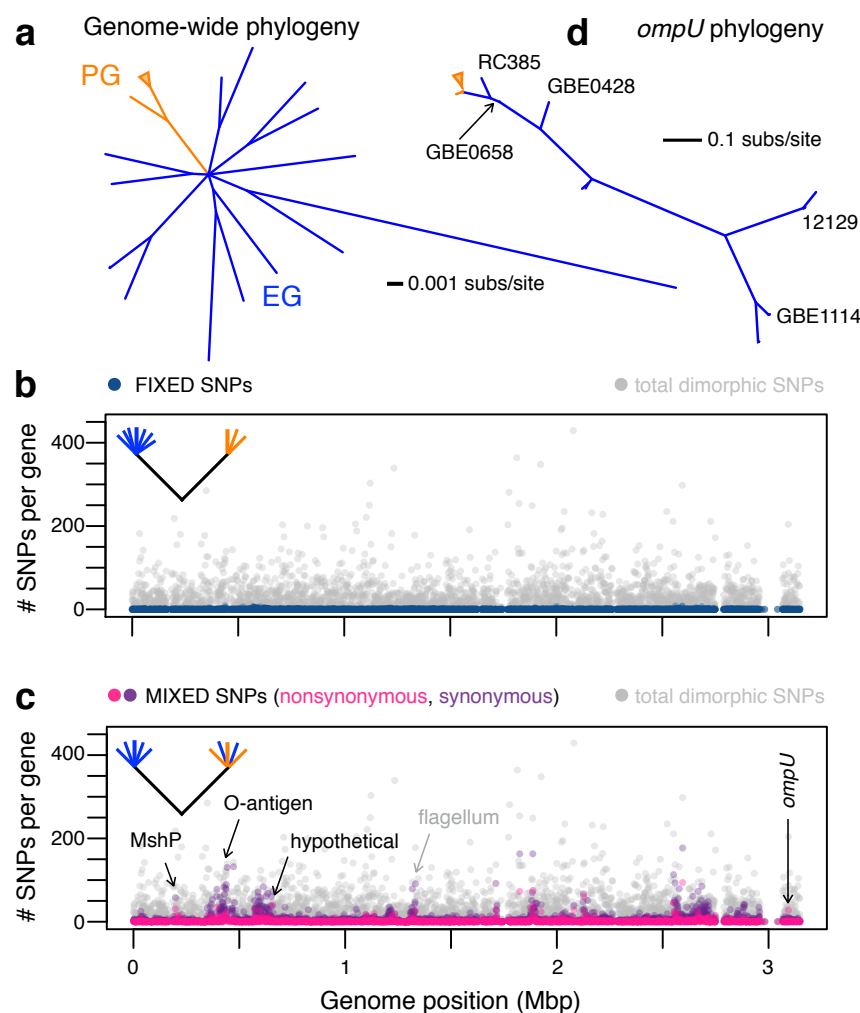 a Genome-wide phylogeny
PG
EG
0.001 subs/site
d ompU phylogeny
RC385
GBE0428
GBE0658
0.1 subs/site
12129
GBE1114
b FIXED SNPs total dimorphic SNPs
# SNPs per gene
400
200
0
c MIXED SNPs (nonsynonymous, synonymous) total dimorphic SNPs
# SNPs per gene
400
200
0
MshP
O-antigen
hypothetical
flagellum
ompU
0 1 2 3
Genome position (Mbp)